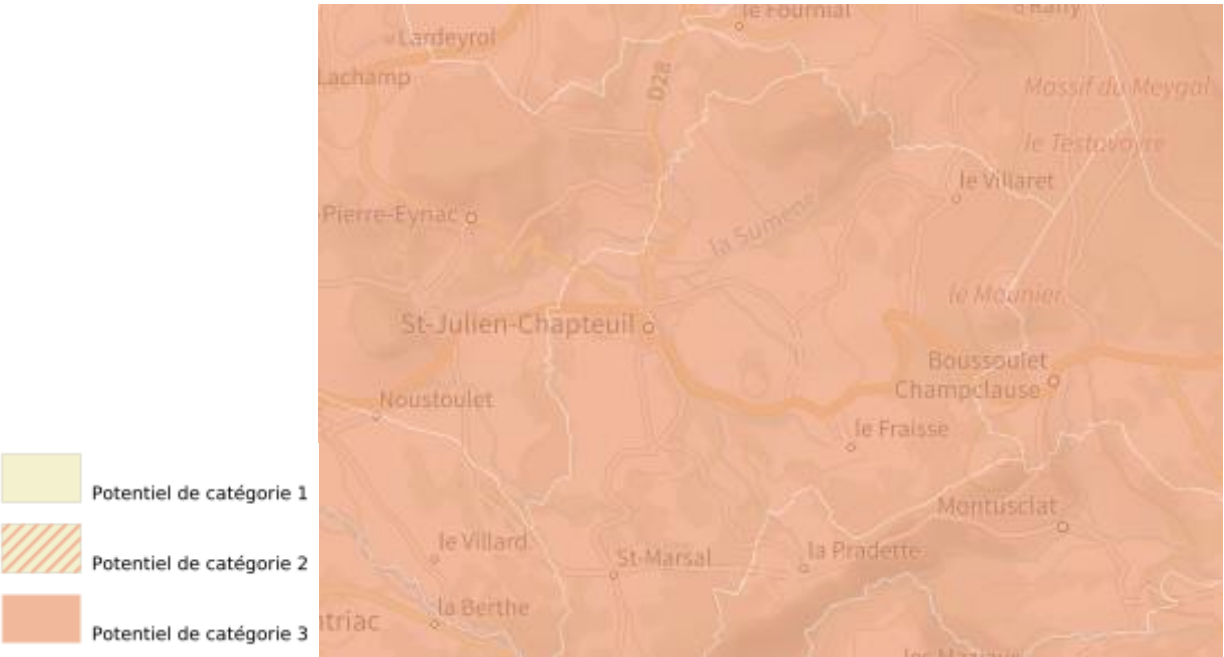 le Fournial
Rally
Lardeyrol
Lachamp
D28
Massif du Meygal
le Testavoyre
le Villaret
-Pierre-Eynac
la Sumène
le Mounier
St-Julien-Chapteuil
Boussoulet
Champclause
Noustoulet
le Fraisse
Potentiel de catégorie 1
Montusclat
le Villard
St-Marsal
la Pradette
Potentiel de catégorie 2
la Berthe
ntriac
Potentiel de catégorie 3